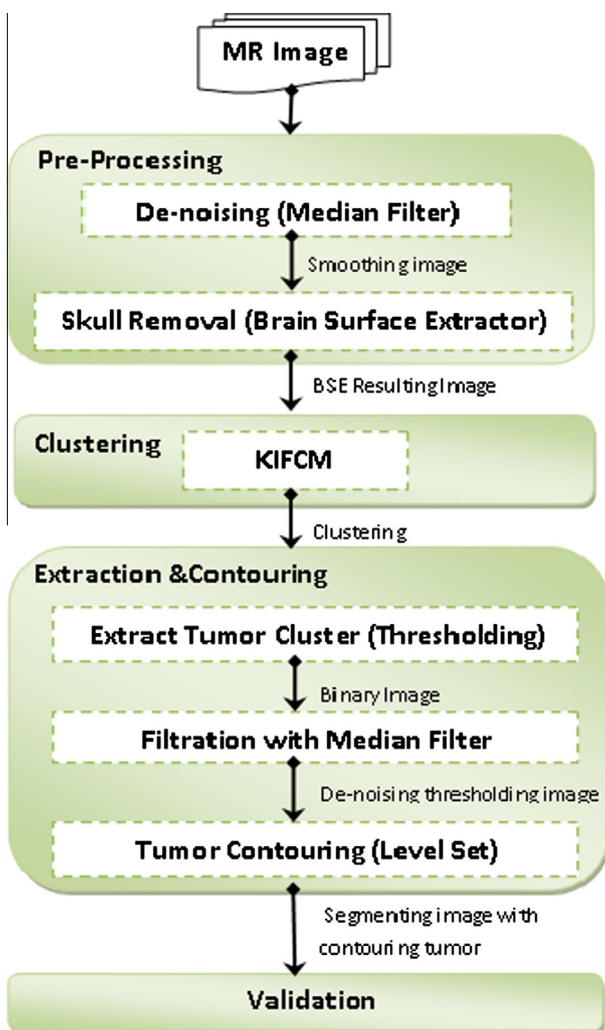 MR Image
Pre-Processing
De-noising (Median Filter)
Smoothing image
Skull Removal (Brain Surface Extractor)
BSE Resulting Image
Clustering
KIFCM
Clustering
Extraction &Contouring
Extract Tumor Cluster (Thresholding)
Binary Image
Filtration with Median Filter
De-noising thresholding image
Tumor Contouring (Level Set)
Segmenting image with
contouring tumor
Validation